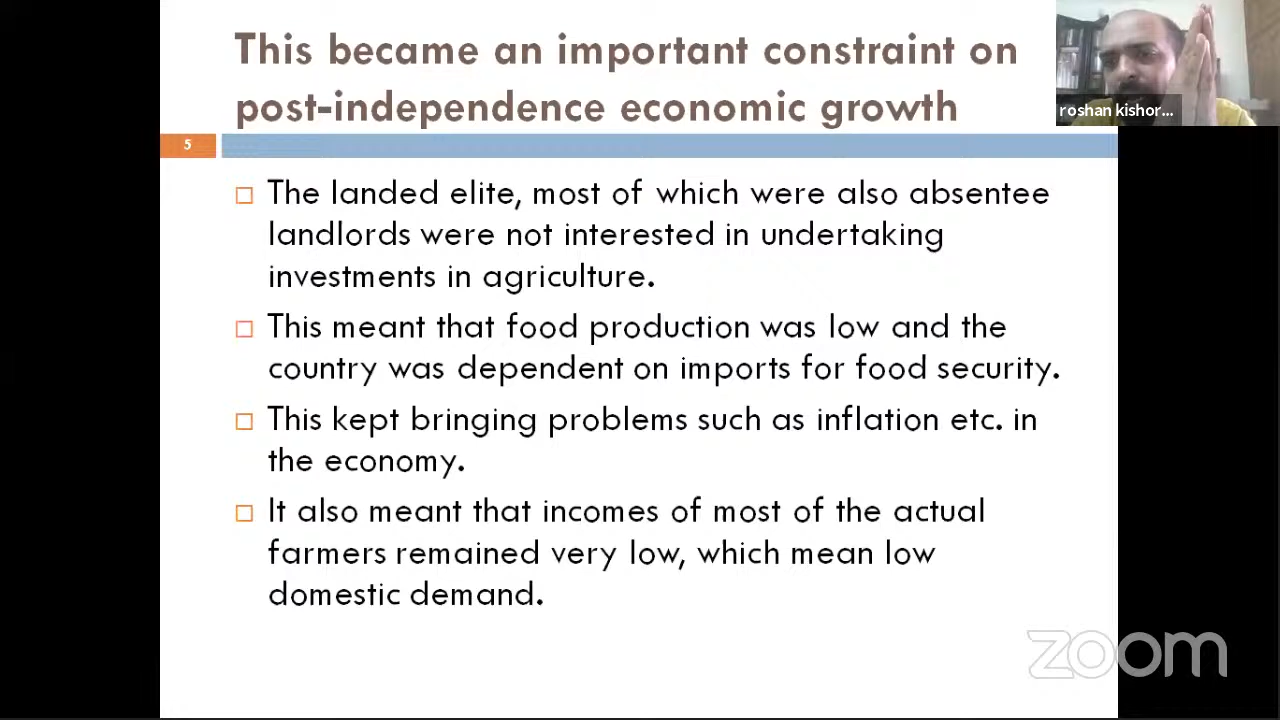 This became an important constraint on
post-independence economic growth
roshan kishor...
5
The landed elite, most of which were also absentee
landlords were not interested in undertaking
investments in agriculture.
This meant that food production was low and the
country was dependent on imports for food security.
This kept bringing problems such as inflation etc. in
the economy.
It also meant that incomes of most of the actual
farmers remained very low, which mean low
domestic demand.
zoom